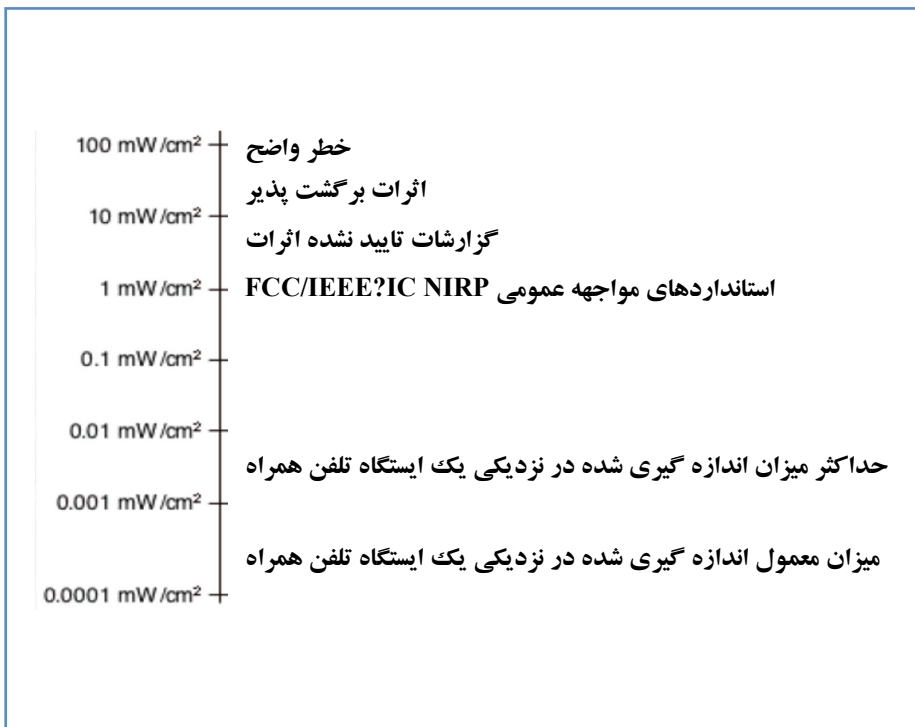 100 mW/cm² خطر واضح
اثرات برگشت پذیر
10 mW/cm²
گزارشات تایید نشده اثرات
1 mW/cm² استانداردهای مواجهه عمومی FCC/IEEE?IC NIRP
0.1 mW/cm²
0.01 mW/cm²
حداکثر میزان اندازه گیری شده در نزدیکی یک ایستگاه تلفن همراه
0.001 mW/cm²
میزان معمول اندازه گیری شده در نزدیکی یک ایستگاه تلفن همراه
0.0001 mW/cm²